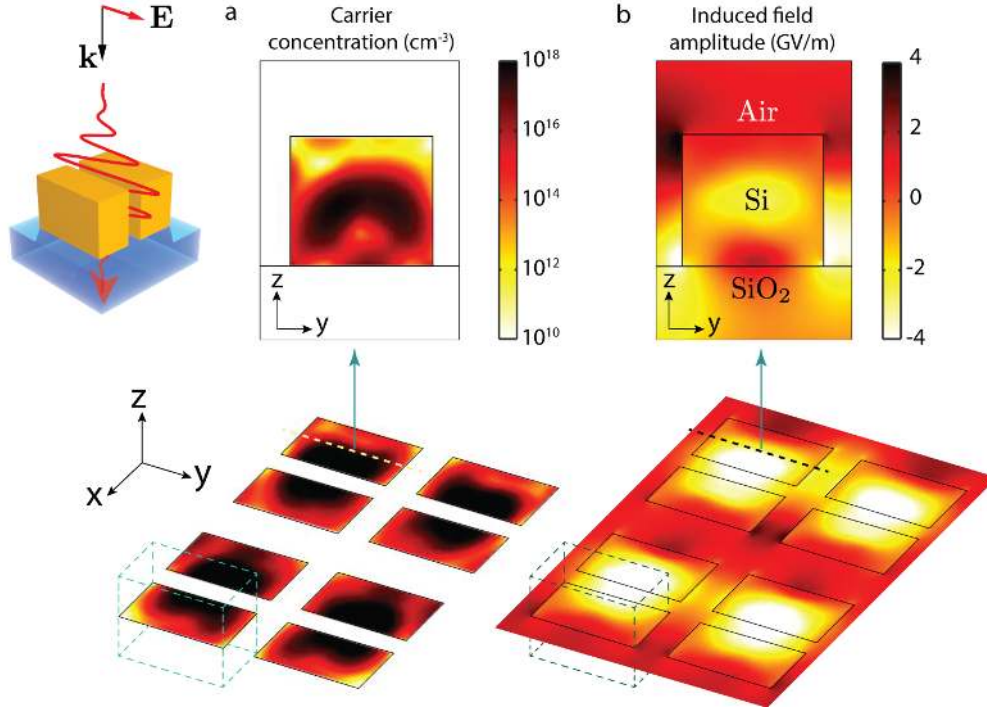 E
k
a
Carrier
concentration (cm⁻³)
10¹⁸
10¹⁶
10¹⁴
10¹²
10¹⁰
z
y
b
Induced field
amplitude (GV/m)
Air
Si
SiO₂
z
y
4
2
0
-2
-4
z
y
x